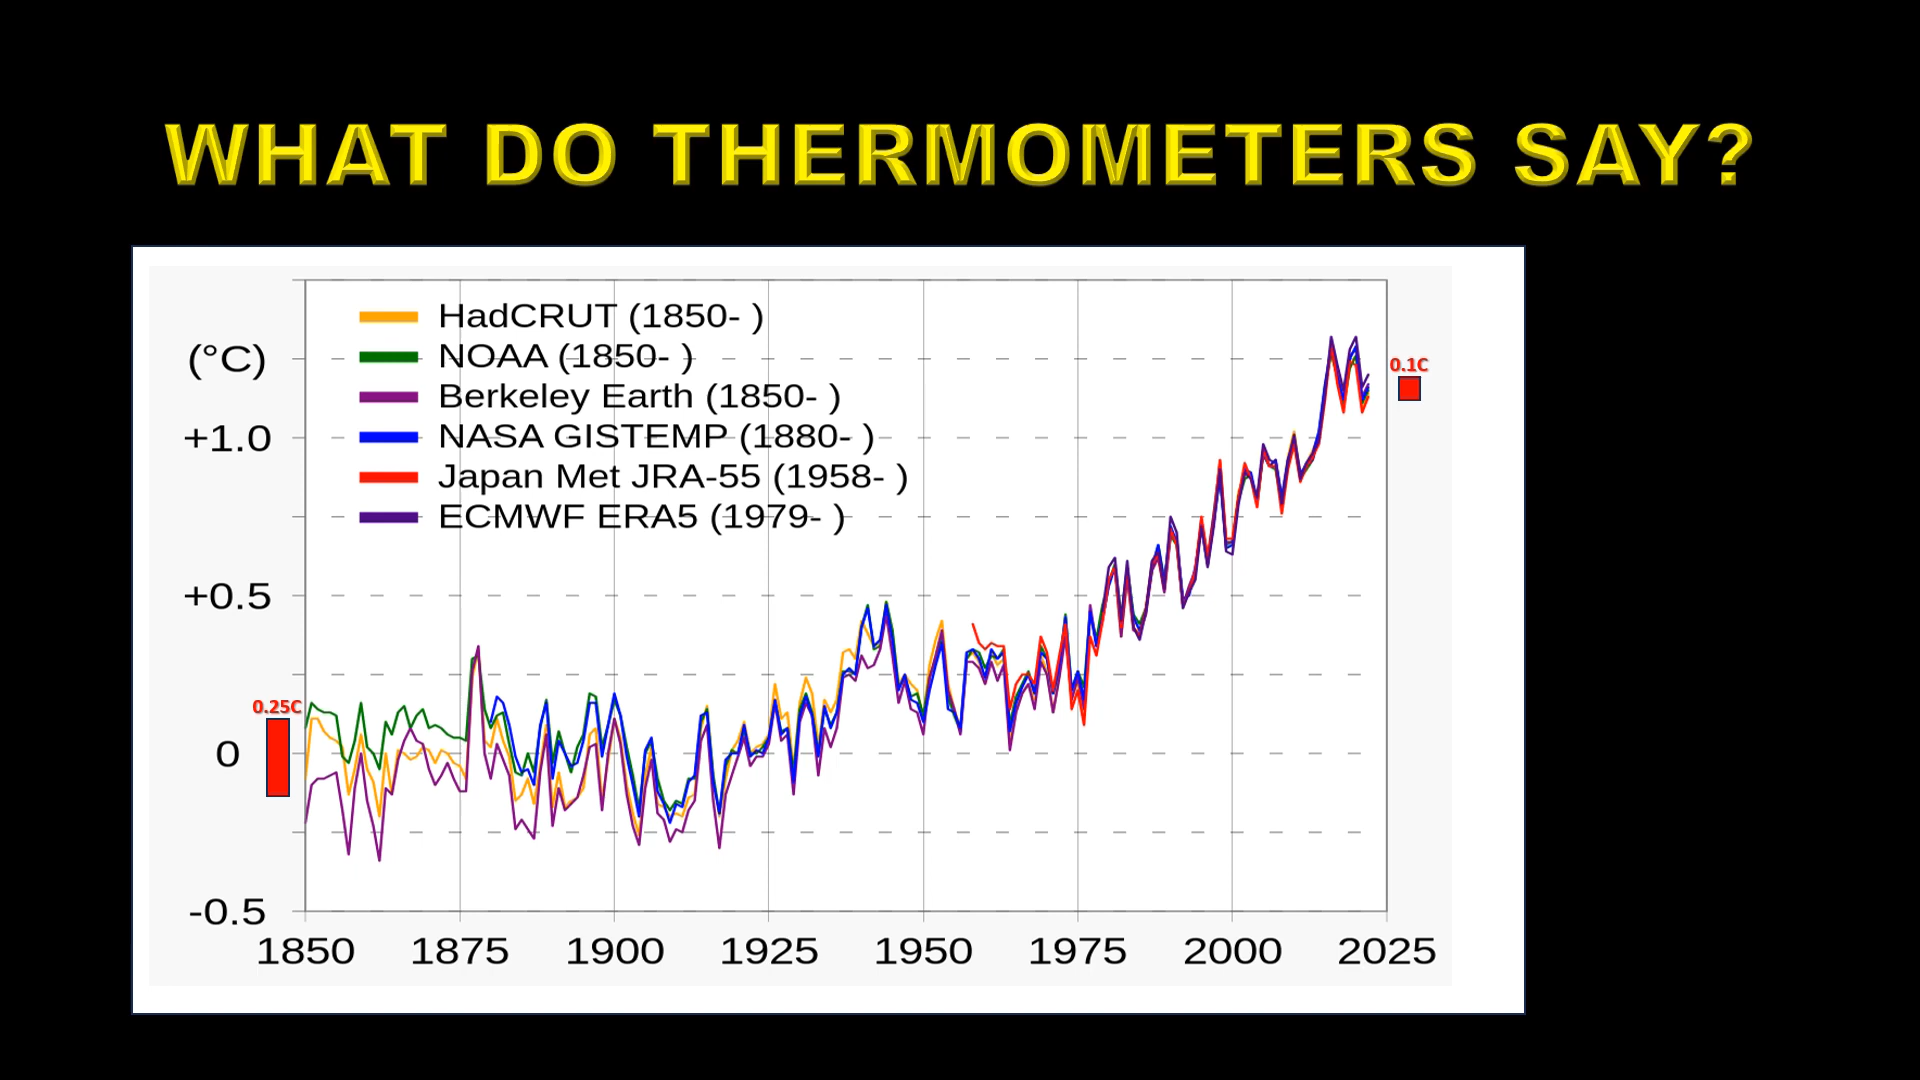 WHAT DO THERMOMETERS SAY?
HadCRUT (1850- )
(°C)
NOAA (1850- )
0.1C
Berkeley Earth (1850- )
+1.0
NASA GISTEMP (1880- )
Japan Met JRA-55 (1958- )
ECMWF ERA5 (1979- )
+0.5
0.25C
0
-0.5
1850 1875 1900 1925 1950 1975 2000 2025